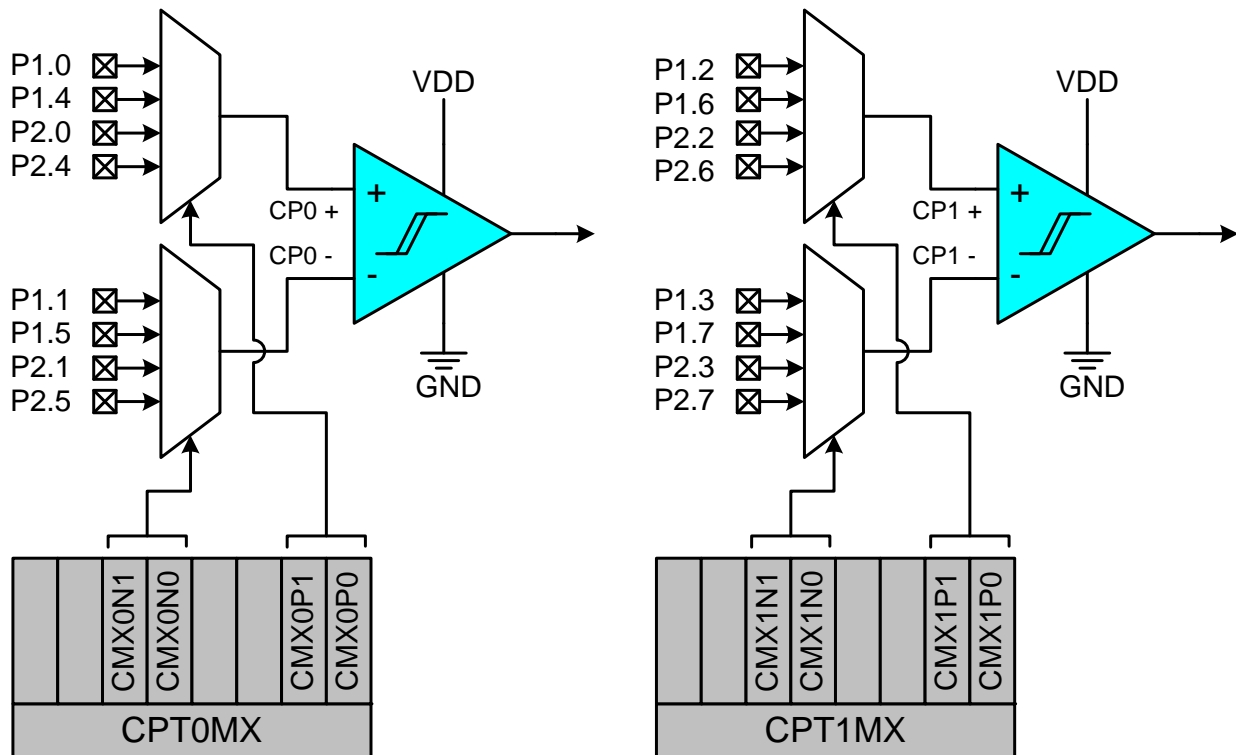 P1.0
P1.4
P2.0
P2.4
VDD
CP0 +
CP0 -
+
-
P1.1
P1.5
P2.1
P2.5
GND
CMX0N1
CMX0N0
CMX0P1
CMX0P0
CPT0MX
P1.2
P1.6
P2.2
P2.6
VDD
CP1 +
CP1 -
+
-
P1.3
P1.7
P2.3
P2.7
GND
CMX1N1
CMX1N0
CMX1P1
CMX1P0
CPT1MX